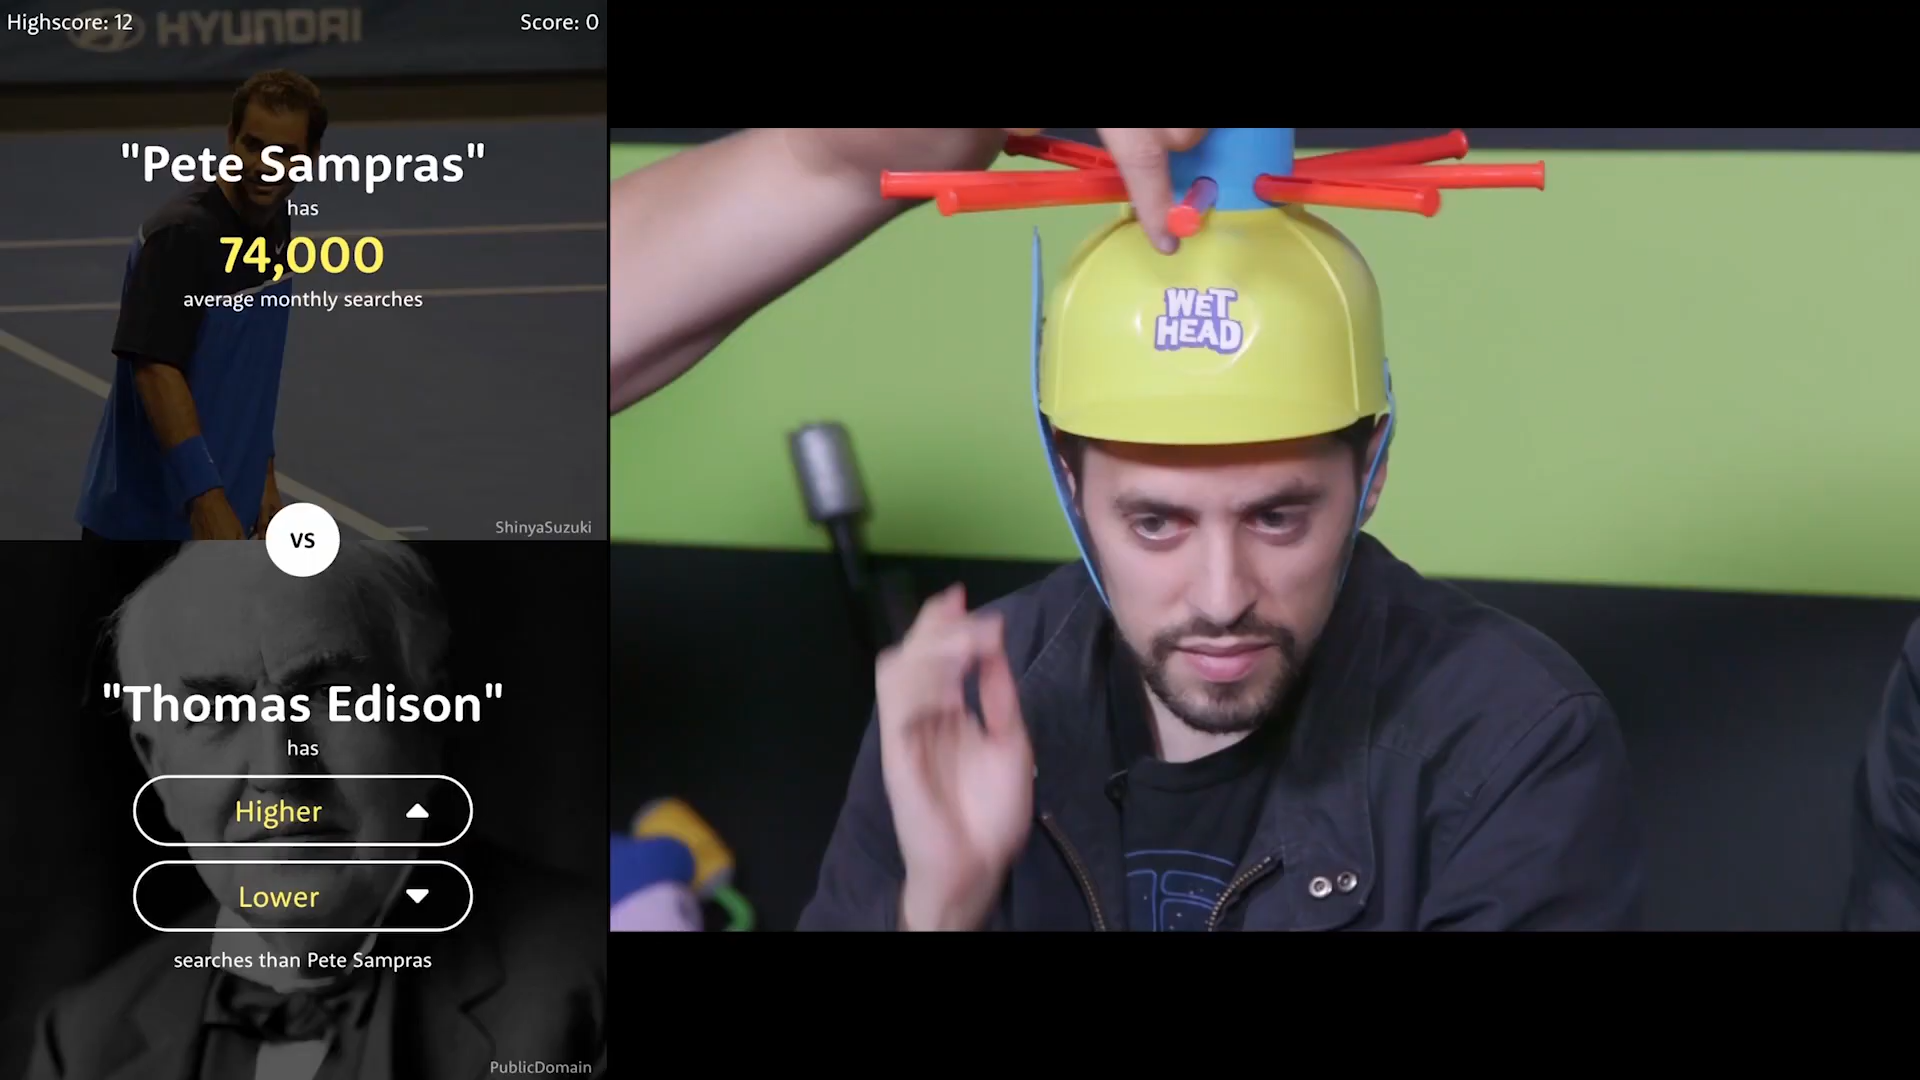 Highscore: 12
Score: 0
HYUNDAI
"Pete Sampras"
has
74,000
average monthly searches
ShinyaSuzuki
VS
"Thomas Edison"
has
Higher
Lower
searches than Pete Sampras
PublicDomain
WET
HEAD